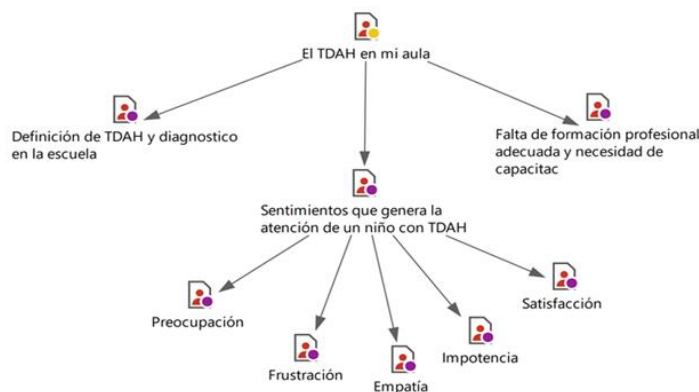 El TDAH en mi aula
Definición de TDAH y diagnostico
en la escuela
Falta de formación profesional
adecuada y necesidad de
capacitac
Sentimientos que genera la
atención de un niño con TDAH
Preocupación
Frustración
Empatía
Impotencia
Satisfacción